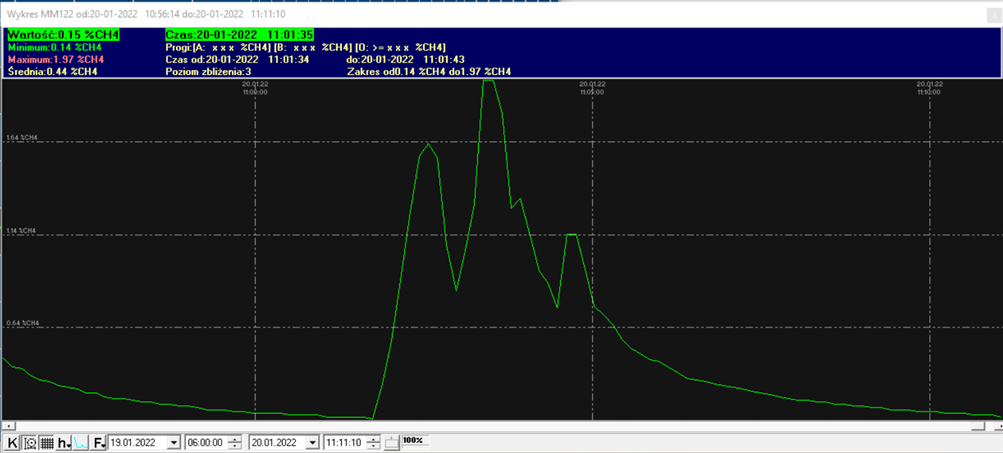 Wykres MM122 od:20-01-2022 10:56:14 do:20-01-2022 11:11:10
Wartość:0.15 %CH4 Czas:20-01-2022 11:01:35
Minimum:0.14 %CH4 Progi:[A: x x x %CH4] [B: x x x %CH4] [O: >= x x x %CH4]
Maximum:1.97 %CH4 Czas od:20-01-2022 11:01:34 do:20-01-2022 11:01:43
Średnia:0.44 %CH4 Poziom zbliżenia:3 Zakres od0.14 %CH4 do1.97 %CH4
20.01.22 20.01.22 20.01.22
11:05:00 11:10:00
1.64 %CH4
1.14 %CH4
0.64 %CH4
K h F 19.01.2022 06:00:00 20.01.2022 11:11:10 100%